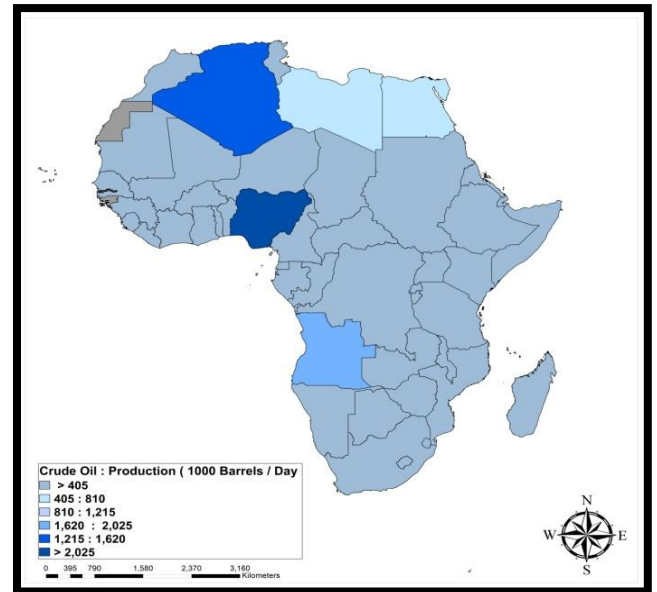 Crude Oil : Production ( 1000 Barrels / Day
> 405
405 : 810
810 : 1,215
1,620 : 2,025
1,215 : 1,620
> 2,025
0 395 790 1,580 2,370 3,160
Kilometers
N
W E
S